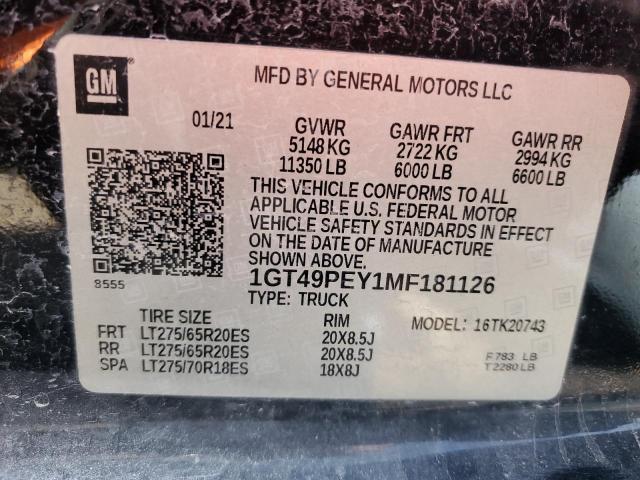 GM
MFD BY GENERAL MOTORS LLC
01/21
GVWR GAWR FRT GAWR RR
5148 KG 2722 KG 2994 KG
11350 LB 6000 LB 6600 LB
THIS VEHICLE CONFORMS TO ALL
APPLICABLE U.S. FEDERAL MOTOR
VEHICLE SAFETY STANDARDS IN EFFECT
ON THE DATE OF MANUFACTURE
SHOWN ABOVE.
8555
1GT49PEY1MF181126
TYPE: TRUCK
TIRE SIZE RIM MODEL: 16TK20743
FRT LT275/65R20ES 20X8.5J
RR LT275/65R20ES 20X8.5J F 783 LB
SPA LT275/70R18ES 18X8J T 2280 LB